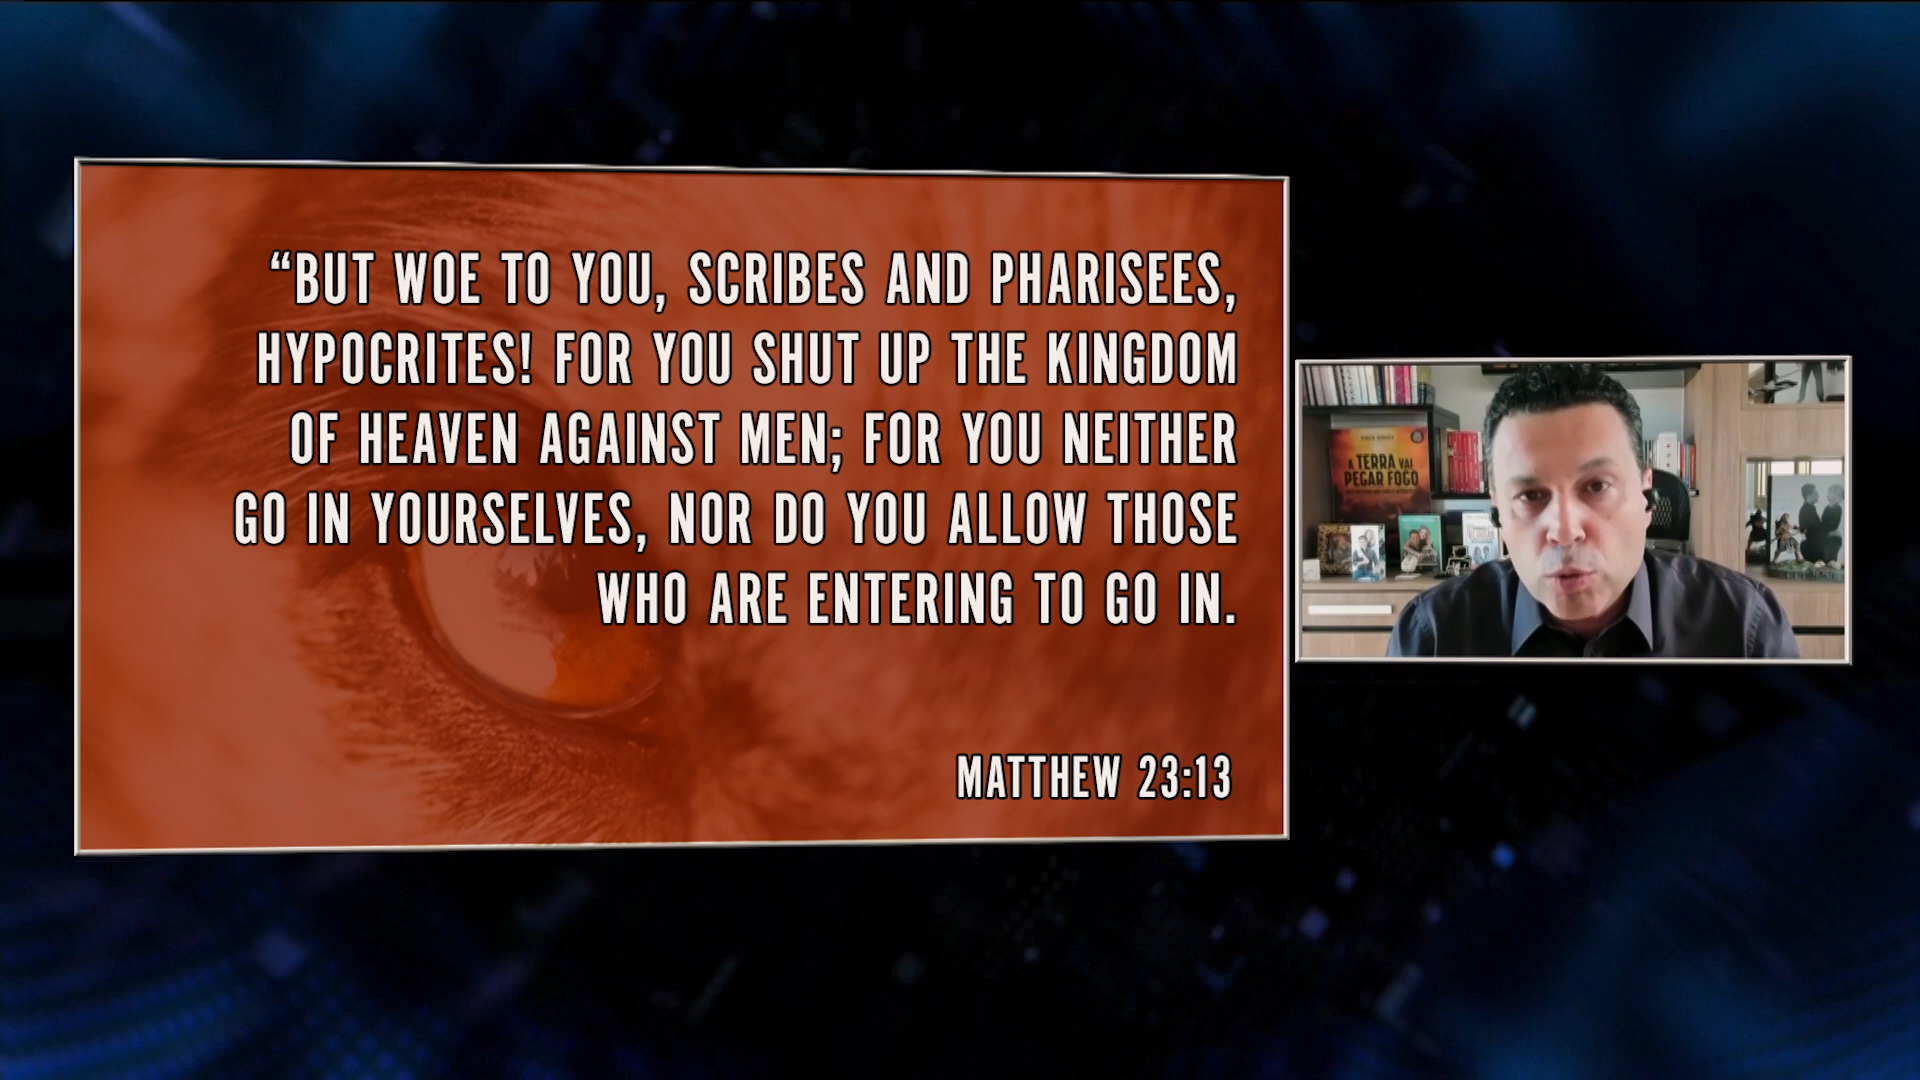 “BUT WOE TO YOU, SCRIBES AND PHARISEES,
HYPOCRITES! FOR YOU SHUT UP THE KINGDOM
OF HEAVEN AGAINST MEN; FOR YOU NEITHER
GO IN YOURSELVES, NOR DO YOU ALLOW THOSE
WHO ARE ENTERING TO GO IN.
MATTHEW 23:13
A TERRA VAI
PEGAR FOGO